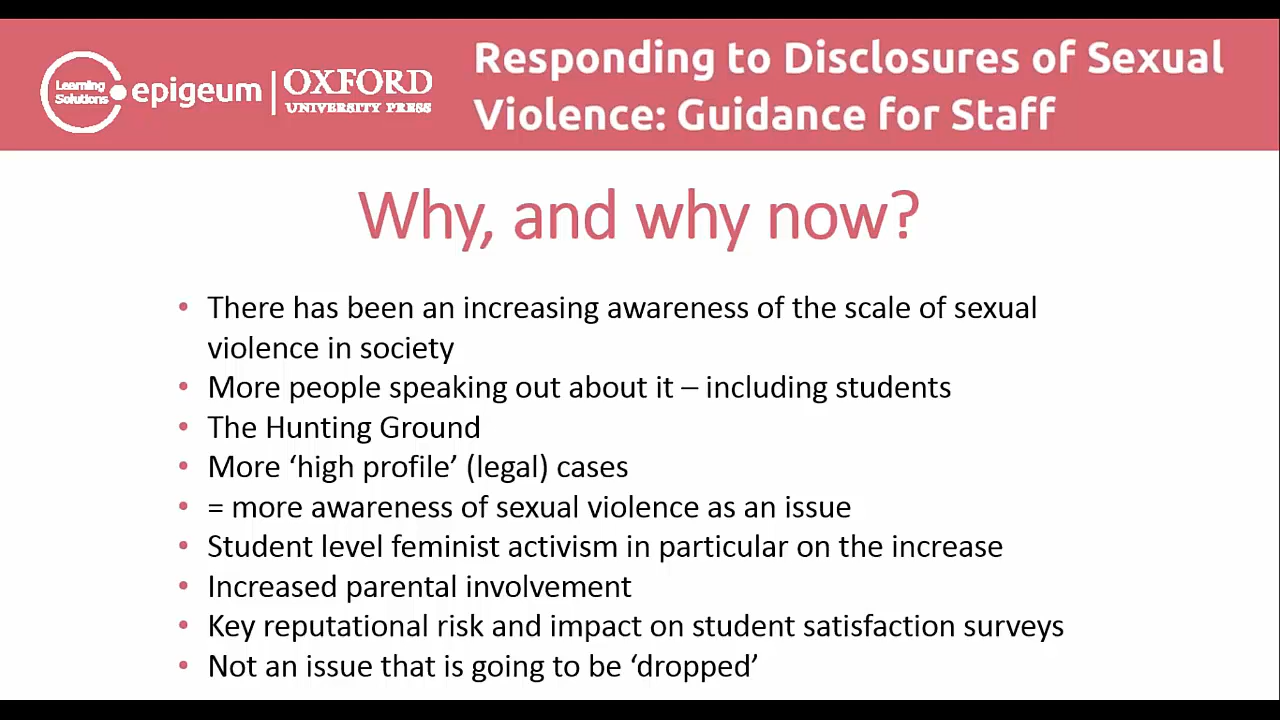 Learning
Solutions
epigeum
OXFORD
UNIVERSITY PRESS
Responding to Disclosures of Sexual
Violence: Guidance for Staff
Why, and why now?
• There has been an increasing awareness of the scale of sexual
violence in society
• More people speaking out about it – including students
• The Hunting Ground
• More ‘high profile’ (legal) cases
• = more awareness of sexual violence as an issue
• Student level feminist activism in particular on the increase
• Increased parental involvement
• Key reputational risk and impact on student satisfaction surveys
• Not an issue that is going to be ‘dropped’